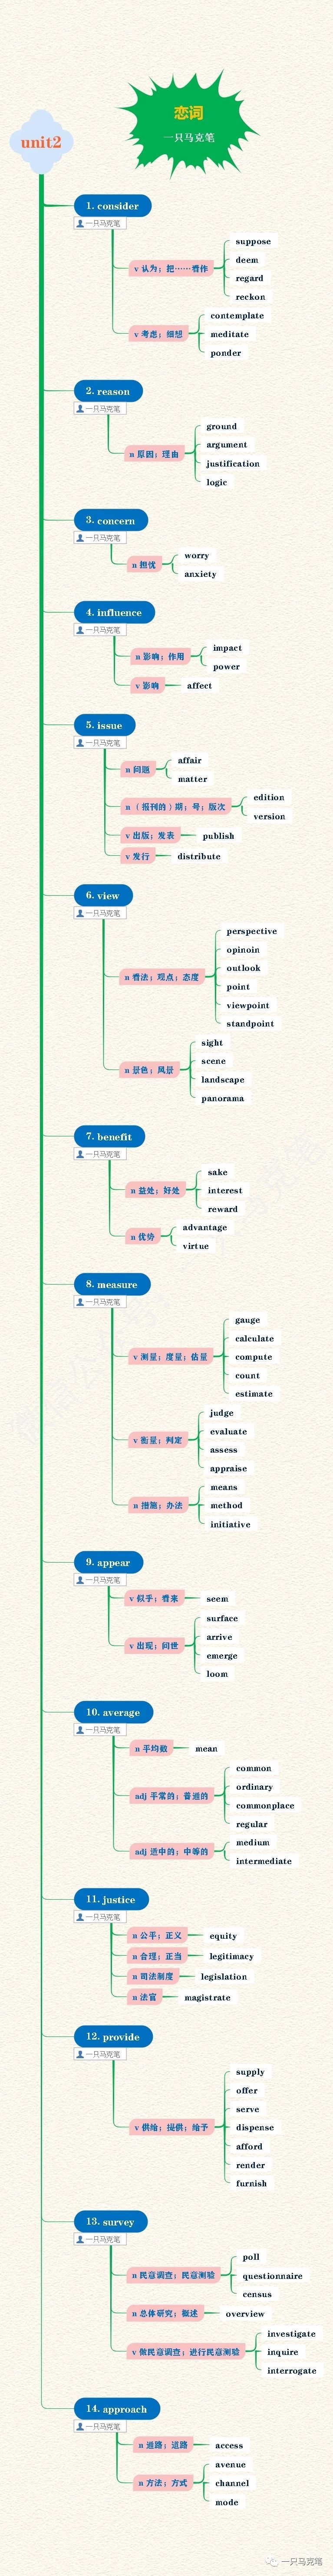 恋词
一只马克笔
unit2
1. consider
一只马克笔
v 认为；把……看作
suppose
deem
regard
reckon
v 考虑；细想
contemplate
meditate
ponder
2. reason
一只马克笔
n 原因；理由
ground
argument
justification
logic
3. concern
一只马克笔
n 担忧
worry
anxiety
4. influence
一只马克笔
n 影响；作用
impact
power
v 影响
affect
5. issue
一只马克笔
n 问题
affair
matter
n（报刊的）期；号；版次
edition
version
v 出版；发表
publish
v 发行
distribute
6. view
一只马克笔
n 看法；观点；态度
perspective
opinoin
outlook
point
viewpoint
standpoint
n 景色；风景
sight
scene
landscape
panorama
7. benefit
一只马克笔
n 益处；好处
sake
interest
reward
n 优势
advantage
virtue
8. measure
一只马克笔
v 测量；度量；估量
gauge
calculate
compute
count
estimate
v 衡量；判定
judge
evaluate
assess
appraise
n 措施；办法
means
method
initiative
9. appear
一只马克笔
v 似乎；看来
seem
v 出现；问世
surface
arrive
emerge
loom
10. average
一只马克笔
n 平均数
mean
adj 平常的；普通的
common
ordinary
commonplace
regular
adj 适中的；中等的
medium
intermediate
11. justice
一只马克笔
n 公平；正义
equity
n 合理；正当
legitimacy
n 司法制度
legislation
n 法官
magistrate
12. provide
一只马克笔
v 供给；提供；给予
supply
offer
serve
dispense
afford
render
furnish
13. survey
一只马克笔
n 民意调查；民意测验
poll
questionnaire
census
n 总体研究；概述
overview
v 做民意调查；进行民意测验
investigate
inquire
interrogate
14. approach
一只马克笔
n 通路；道路
access
n 方法；方式
avenue
channel
mode
一只马克笔